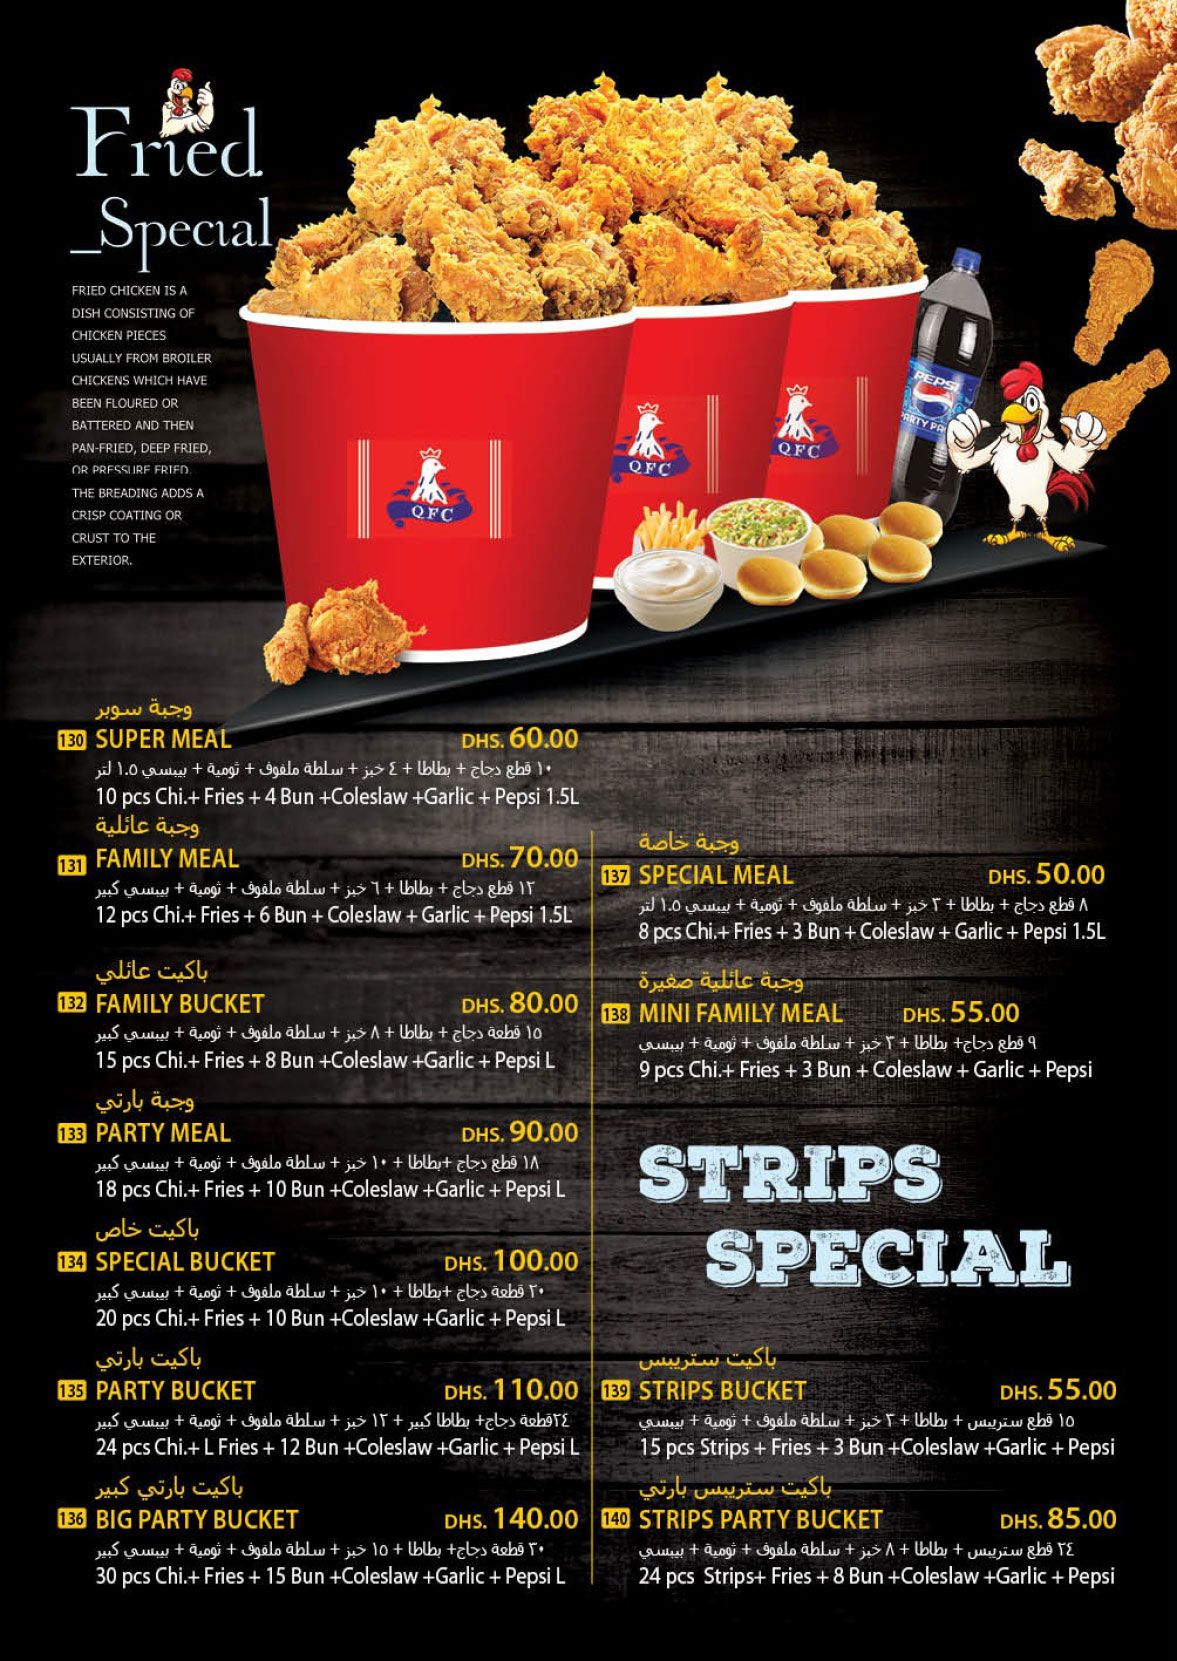 Fried
_Special
FRIED CHICKEN IS A
DISH CONSISTING OF
CHICKEN PIECES
USUALLY FROM BROILER
CHICKENS WHICH HAVE
BEEN FLOURED OR
BATTERED AND THEN
PAN-FRIED, DEEP FRIED,
OR PRESSURE FRIED.
THE BREADING ADDS A
CRISP COATING OR
CRUST TO THE
EXTERIOR.
QFC
QFC
QFC
PEPSI
PARTY PA
وجبة سوبر
130 SUPER MEAL DHS. 60.00
١٠ قطع دجاج + بطاطا + ٤ خبز + سلطة ملفوف + ثومية + بيبسي ١.٥ لتر
10 pcs Chi.+ Fries + 4 Bun +Coleslaw +Garlic + Pepsi 1.5L
وجبة عائلية
131 FAMILY MEAL DHS. 70.00
١٢ قطع دجاج + بطاطا + ٦ خبز + سلطة ملفوف + ثومية + بيبسي كبير
12 pcs Chi.+ Fries + 6 Bun + Coleslaw + Garlic + Pepsi 1.5L
باكيت عائلي
132 FAMILY BUCKET DHS. 80.00
١٥ قطعة دجاج + بطاطا + ٨ خبز + سلطة ملفوف + ثومية + بيبسي كبير
15 pcs Chi.+ Fries + 8 Bun +Coleslaw +Garlic + Pepsi L
وجبة بارتي
133 PARTY MEAL DHS. 90.00
١٨ قطع دجاج +بطاطا + ١٠ خبز + سلطة ملفوف + ثومية + بيبسي كبير
18 pcs Chi.+ Fries + 10 Bun +Coleslaw +Garlic + Pepsi L
باكيت خاص
134 SPECIAL BUCKET DHS. 100.00
٢٠ قطعة دجاج +بطاطا + ١٠ خبز + سلطة ملفوف + ثومية + بيبسي كبير
20 pcs Chi.+ Fries + 10 Bun +Coleslaw +Garlic + Pepsi L
باكيت بارتي
135 PARTY BUCKET DHS. 110.00
٢٤قطعة دجاج+ بطاطا كبير + ١٢ خبز + سلطة ملفوف + ثومية + بيبسي كبير
24 pcs Chi.+ L Fries + 12 Bun +Coleslaw +Garlic + Pepsi L
باكيت بارتي كبير
136 BIG PARTY BUCKET DHS. 140.00
٣٠ قطعة دجاج+ بطاطا + ١٥ خبز + سلطة ملفوف + ثومية + بيبسي كبير
30 pcs Chi.+ Fries + 15 Bun +Coleslaw +Garlic + Pepsi L
وجبة خاصة
137 SPECIAL MEAL DHS. 50.00
٨ قطع دجاج + بطاطا + ٣ خبز + سلطة ملفوف + ثومية + بيبسي ١.٥ لتر
8 pcs Chi.+ Fries + 3 Bun + Coleslaw + Garlic + Pepsi 1.5L
وجبة عائلية صغيرة
138 MINI FAMILY MEAL DHS. 55.00
٩ قطع دجاج+ بطاطا + ٣ خبز + سلطة ملفوف + ثومية + بيبسي
9 pcs Chi.+ Fries + 3 Bun + Coleslaw + Garlic + Pepsi
STRIPS
SPECIAL
باكيت ستريبس
139 STRIPS BUCKET DHS. 55.00
١٥ قطع ستريبس + بطاطا + ٣ خبز + سلطة ملفوف + ثومية + بيبسي
15 pcs Strips + Fries + 3 Bun +Coleslaw +Garlic + Pepsi
باكيت ستريبس بارتي
140 STRIPS PARTY BUCKET DHS. 85.00
٢٤ قطع ستريبس + بطاطا + ٨ خبز + سلطة ملفوف + ثومية + بيبسي
24 pcs Strips+ Fries + 8 Bun +Coleslaw +Garlic + Pepsi